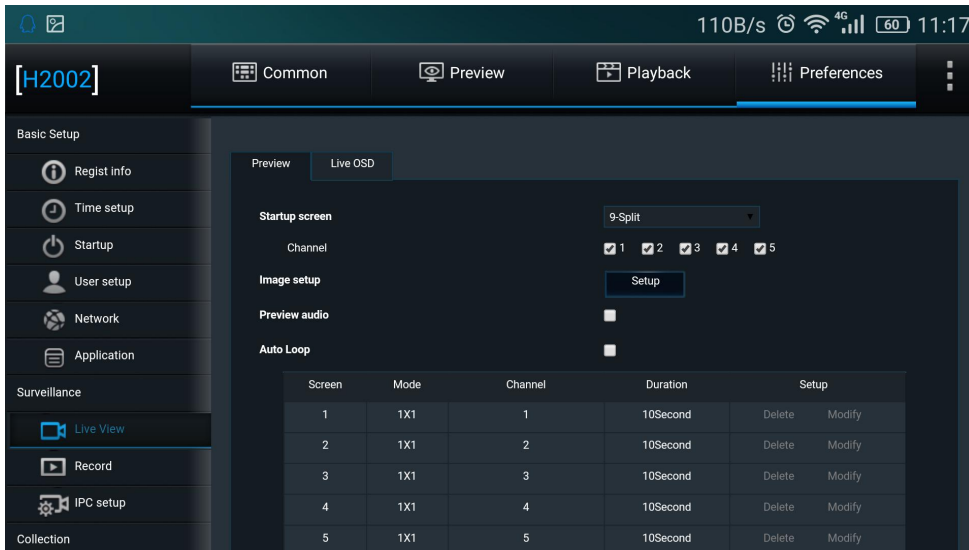 110B/s 4G 60 11:17
[H2002]
Common Preview Playback Preferences
Basic Setup
Regist info
Time setup
Startup
User setup
Network
Application
Surveillance
Live View
Record
IPC setup
Collection
Preview Live OSD
Startup screen 9-Split
Channel 1 2 3 4 5
Image setup Setup
Preview audio
Auto Loop
Screen Mode Channel Duration Setup
1 1X1 1 10Second Delete Modify
2 1X1 2 10Second Delete Modify
3 1X1 3 10Second Delete Modify
4 1X1 4 10Second Delete Modify
5 1X1 5 10Second Delete Modify